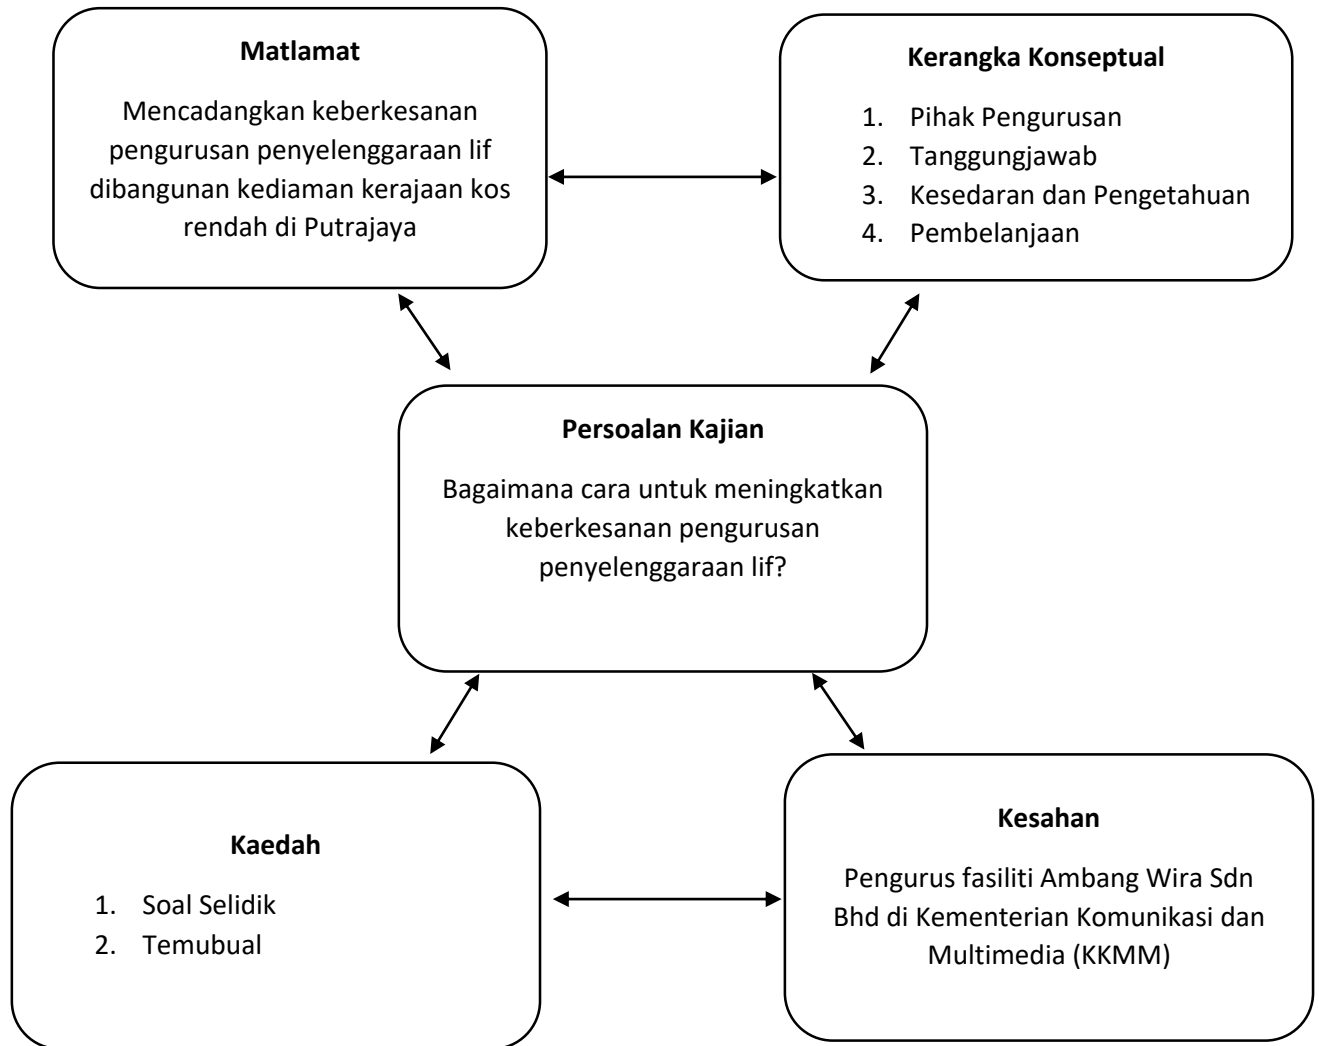 Matlamat
Mencadangkan keberkesanan
pengurusan penyelenggaraan lif
dibangunan kediaman kerajaan kos
rendah di Putrajaya
Kerangka Konseptual
1. Pihak Pengurusan
2. Tanggungjawab
3. Kesedaran dan Pengetahuan
4. Pembelanjaan
Persoalan Kajian
Bagaimana cara untuk meningkatkan
keberkesanan pengurusan
penyelenggaraan lif?
Kaedah
1. Soal Selidik
2. Temubual
Kesahan
Pengurus fasiliti Ambang Wira Sdn
Bhd di Kementerian Komunikasi dan
Multimedia (KKMM)